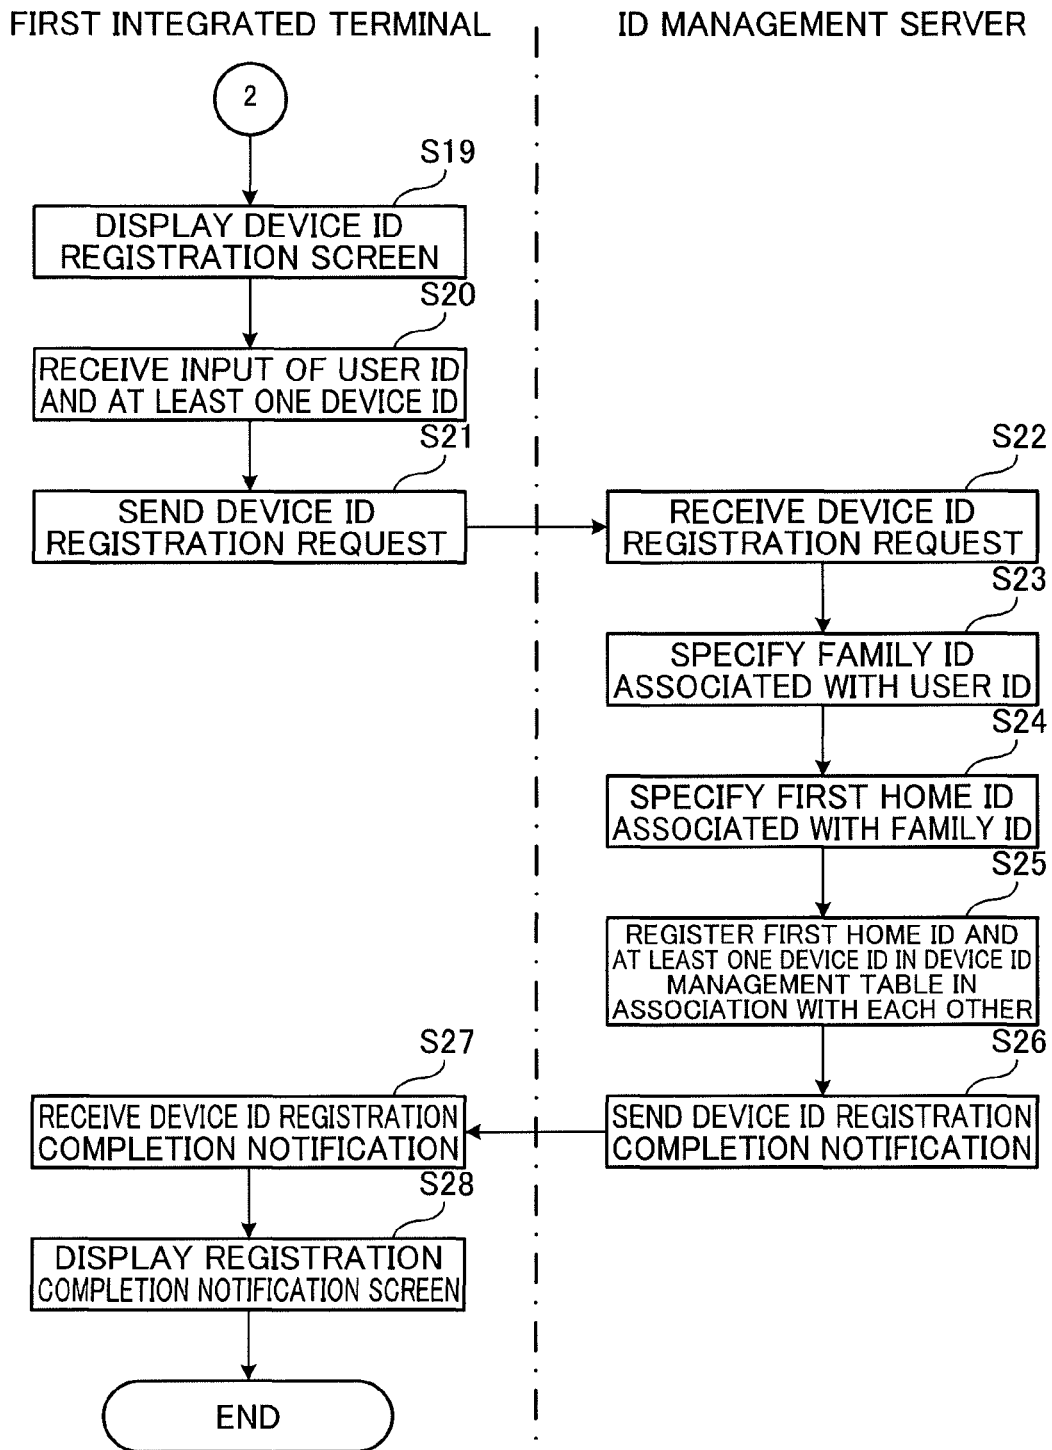 FIRST INTEGRATED TERMINAL
ID MANAGEMENT SERVER
2
S19
DISPLAY DEVICE ID
REGISTRATION SCREEN
S20
RECEIVE INPUT OF USER ID
AND AT LEAST ONE DEVICE ID
S21
SEND DEVICE ID
REGISTRATION REQUEST
S22
RECEIVE DEVICE ID
REGISTRATION REQUEST
S23
SPECIFY FAMILY ID
ASSOCIATED WITH USER ID
S24
SPECIFY FIRST HOME ID
ASSOCIATED WITH FAMILY ID
S25
REGISTER FIRST HOME ID AND
AT LEAST ONE DEVICE ID IN DEVICE ID
MANAGEMENT TABLE IN
ASSOCIATION WITH EACH OTHER
S26
SEND DEVICE ID REGISTRATION
COMPLETION NOTIFICATION
S27
RECEIVE DEVICE ID REGISTRATION
COMPLETION NOTIFICATION
S28
DISPLAY REGISTRATION
COMPLETION NOTIFICATION SCREEN
END